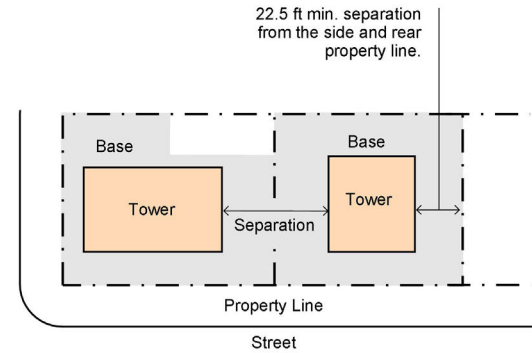 22.5 ft min. separation
from the side and rear
property line.
Base
Base
Tower
Tower
Separation
Property Line
Street